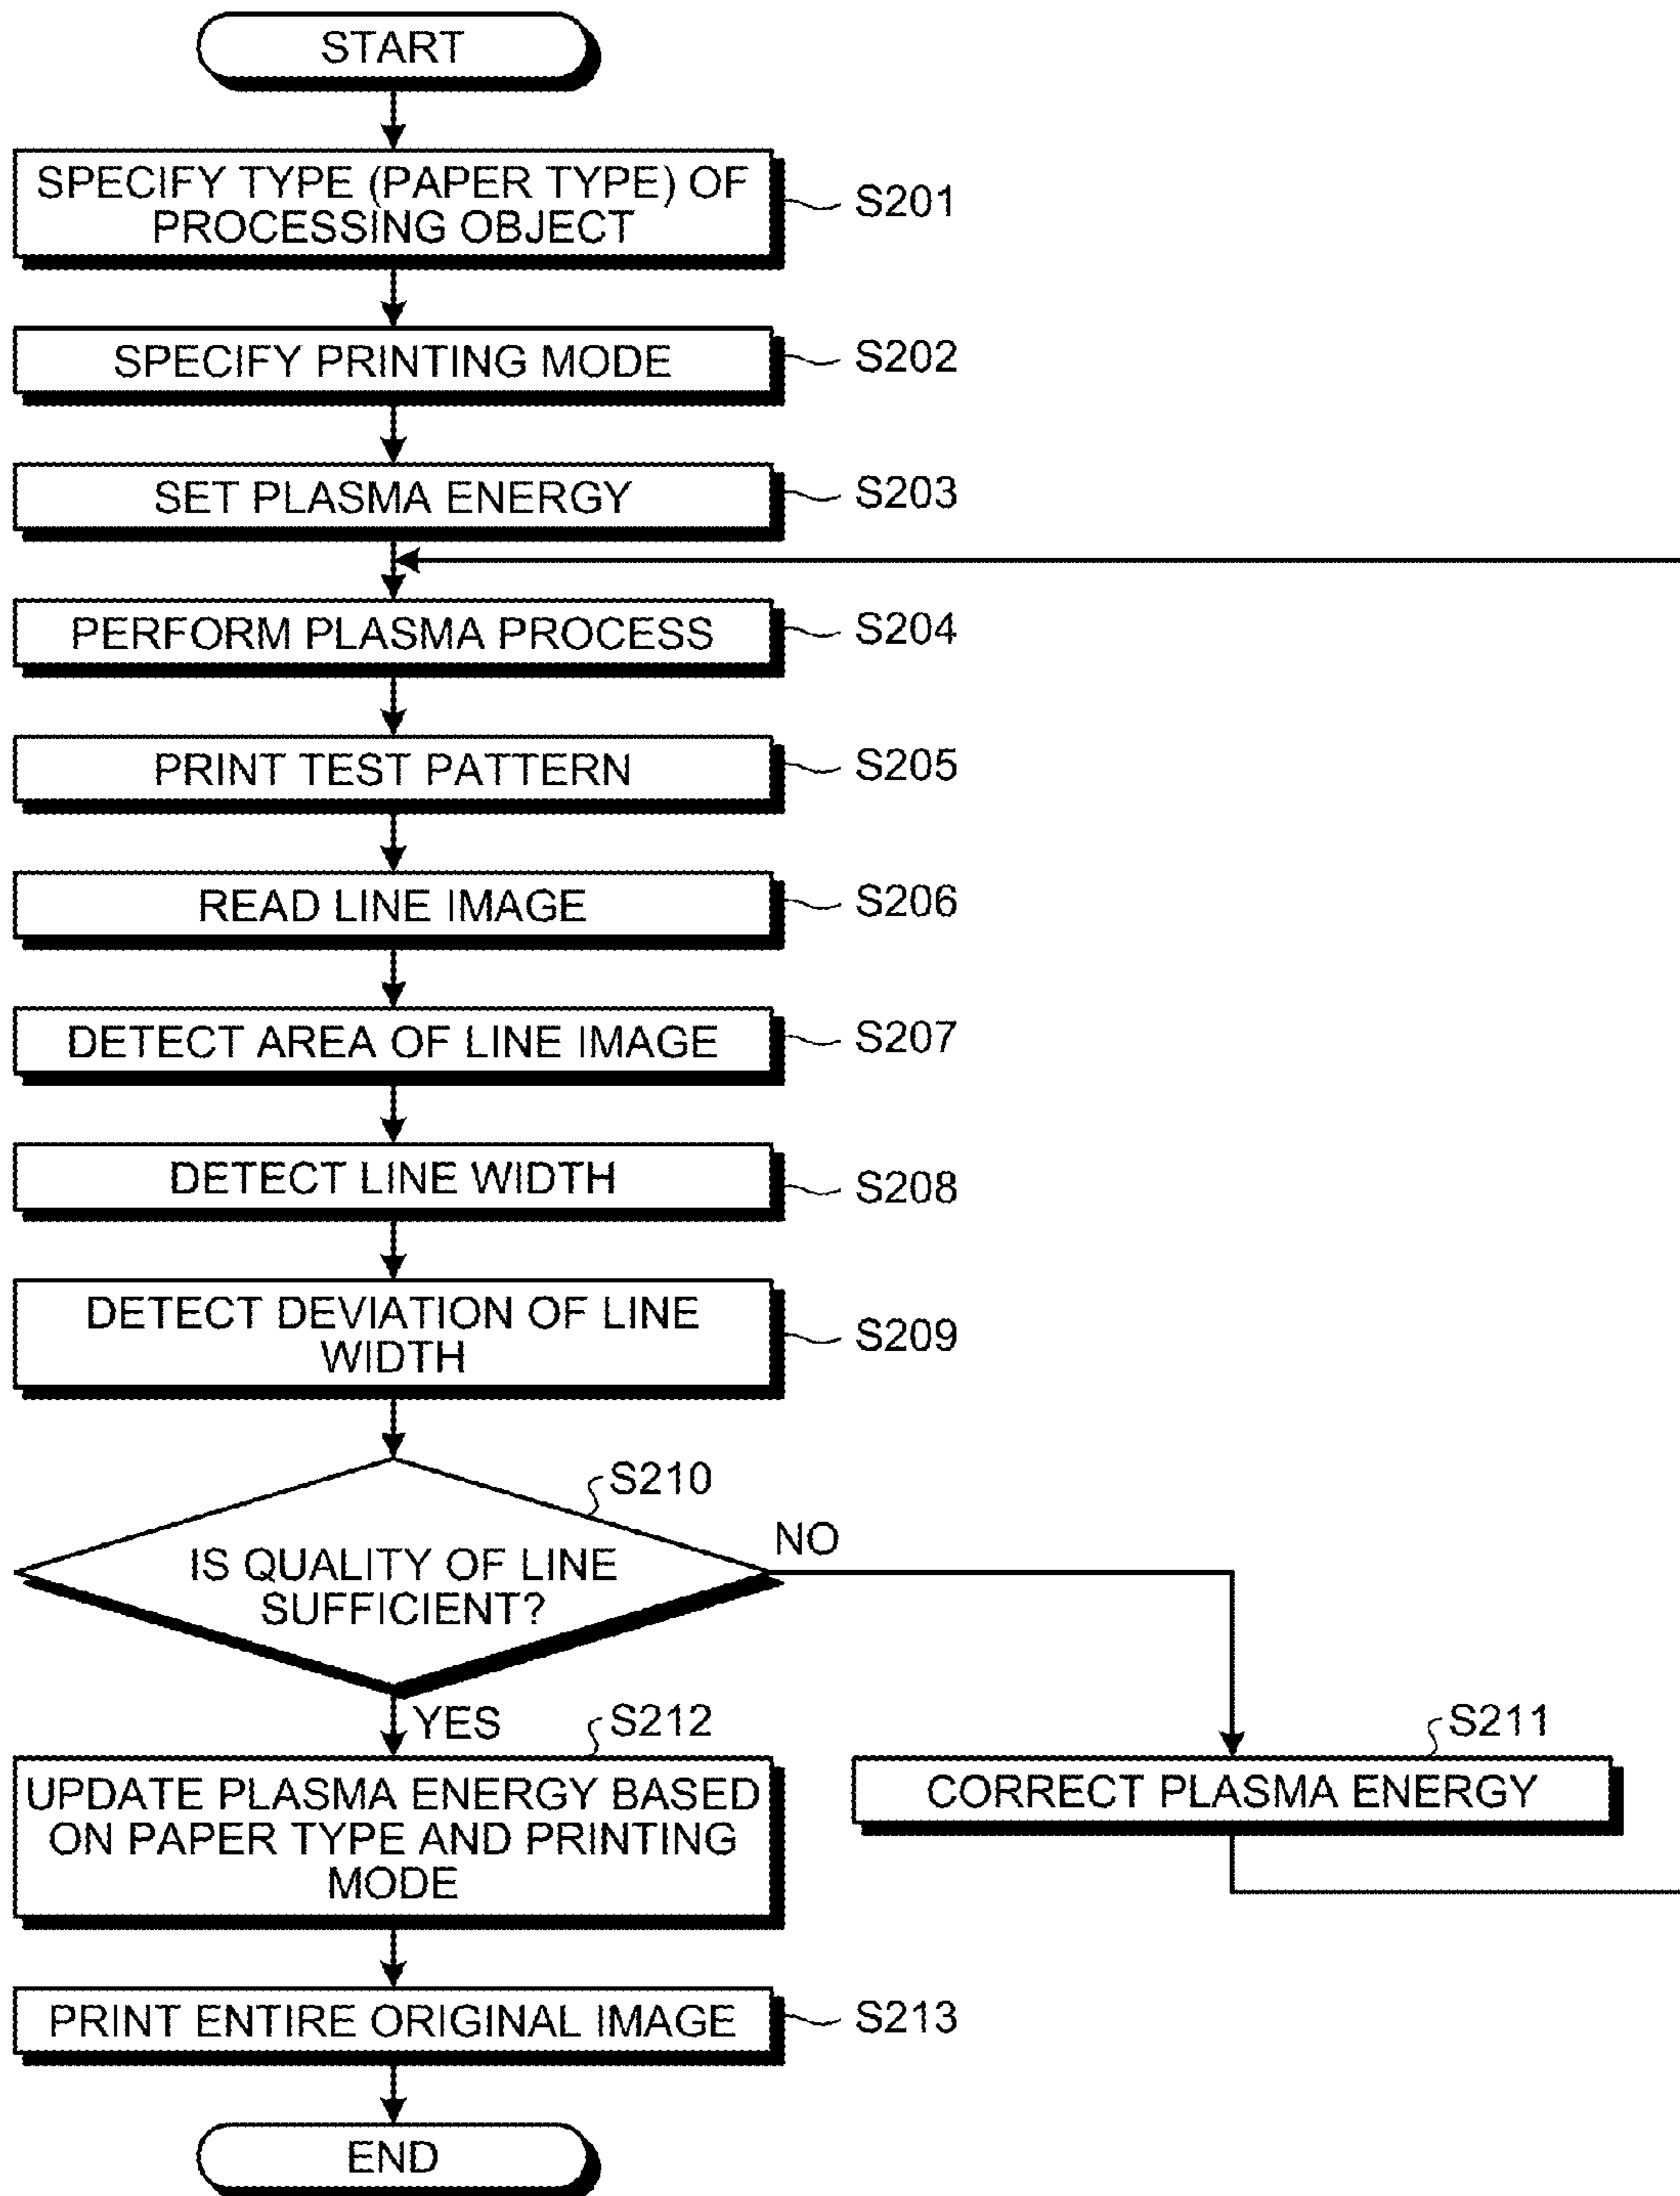 START
SPECIFY TYPE (PAPER TYPE) OF
PROCESSING OBJECT
S201
SPECIFY PRINTING MODE
S202
SET PLASMA ENERGY
S203
PERFORM PLASMA PROCESS
S204
PRINT TEST PATTERN
S205
READ LINE IMAGE
S206
DETECT AREA OF LINE IMAGE
S207
DETECT LINE WIDTH
S208
DETECT DEVIATION OF LINE
WIDTH
S209
S210
IS QUALITY OF LINE
SUFFICIENT?
NO
YES
S212
UPDATE PLASMA ENERGY BASED
ON PAPER TYPE AND PRINTING
MODE
S211
CORRECT PLASMA ENERGY
PRINT ENTIRE ORIGINAL IMAGE
S213
END